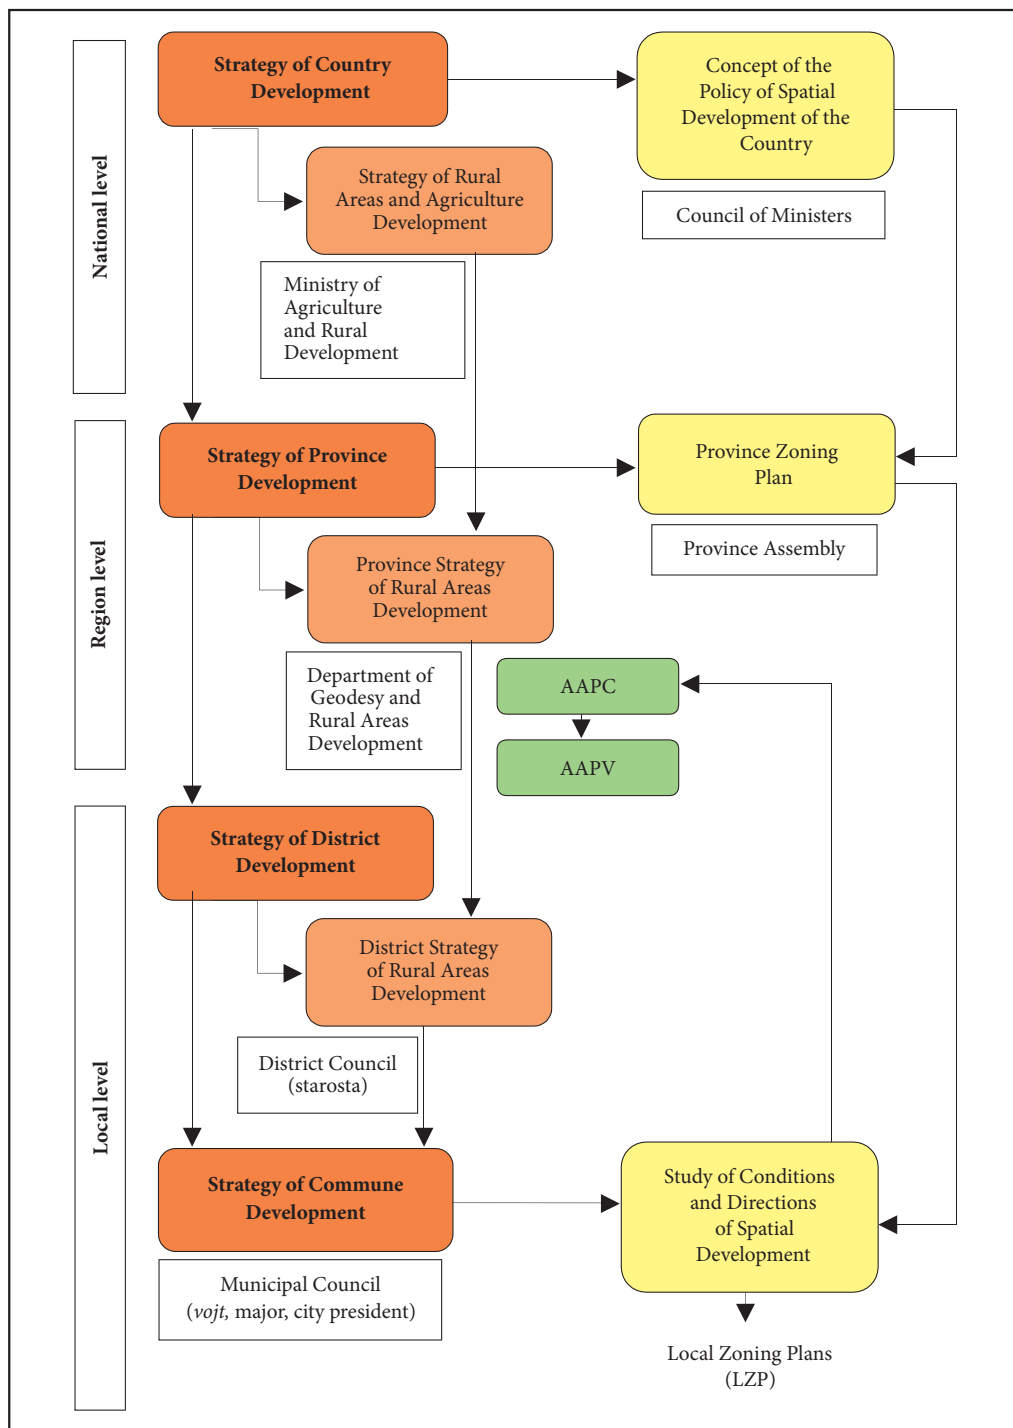 National level
Strategy of Country
Development
Concept of the
Policy of Spatial
Development of the
Country
Strategy of Rural
Areas and Agriculture
Development
Council of Ministers
Ministry of
Agriculture
and Rural
Development
Region level
Strategy of Province
Development
Province Zoning
Plan
Province Assembly
Province Strategy
of Rural Areas
Development
Department of
Geodesy and
Rural Areas
Development
AAPC
AAPV
Local level
Strategy of District
Development
District Strategy
of Rural Areas
Development
District Council
(starosta)
Strategy of Commune
Development
Study of Conditions
and Directions
of Spatial
Development
Municipal Council
(vojt, major, city president)
Local Zoning Plans
(LZP)